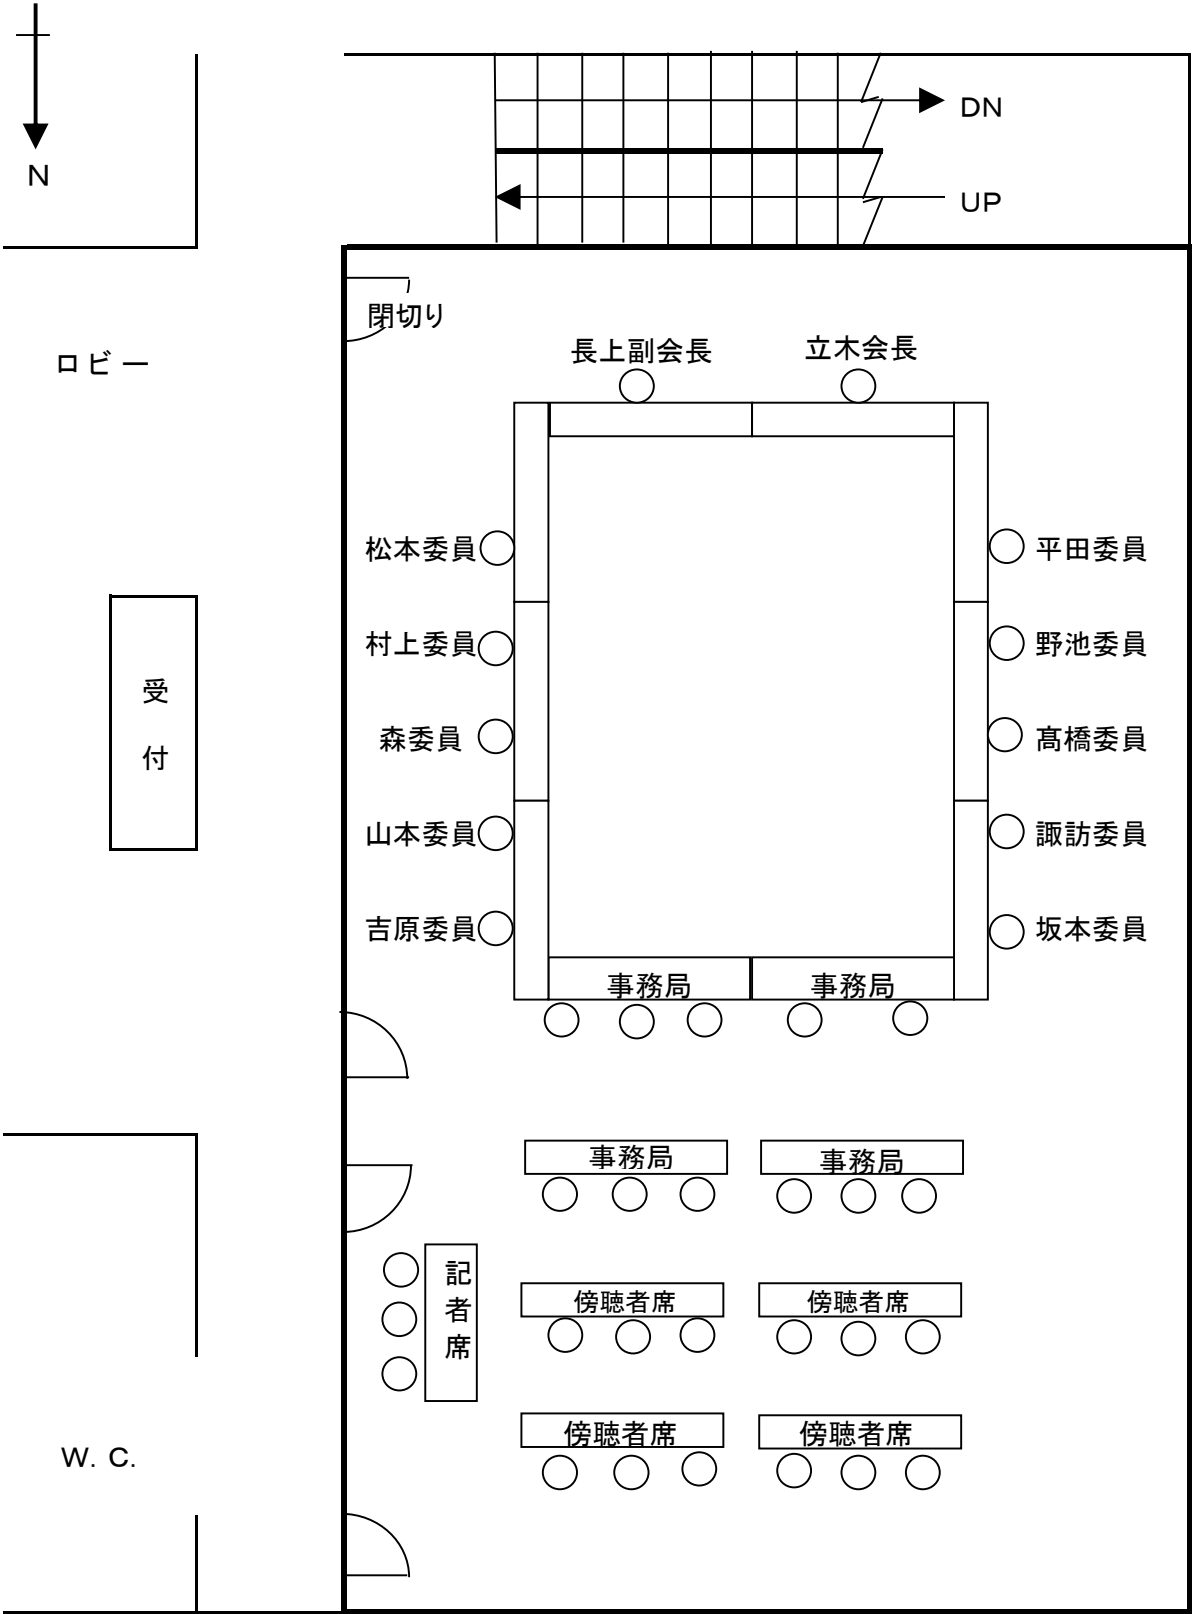 DN
N
UP
閉切り
ロビー
長上副会長
立木会長
松本委員
平田委員
村上委員
野池委員
受付
森委員
髙橋委員
山本委員
諏訪委員
吉原委員
坂本委員
事務局
事務局
事務局
事務局
記者席
傍聴者席
傍聴者席
傍聴者席
傍聴者席
W. C.